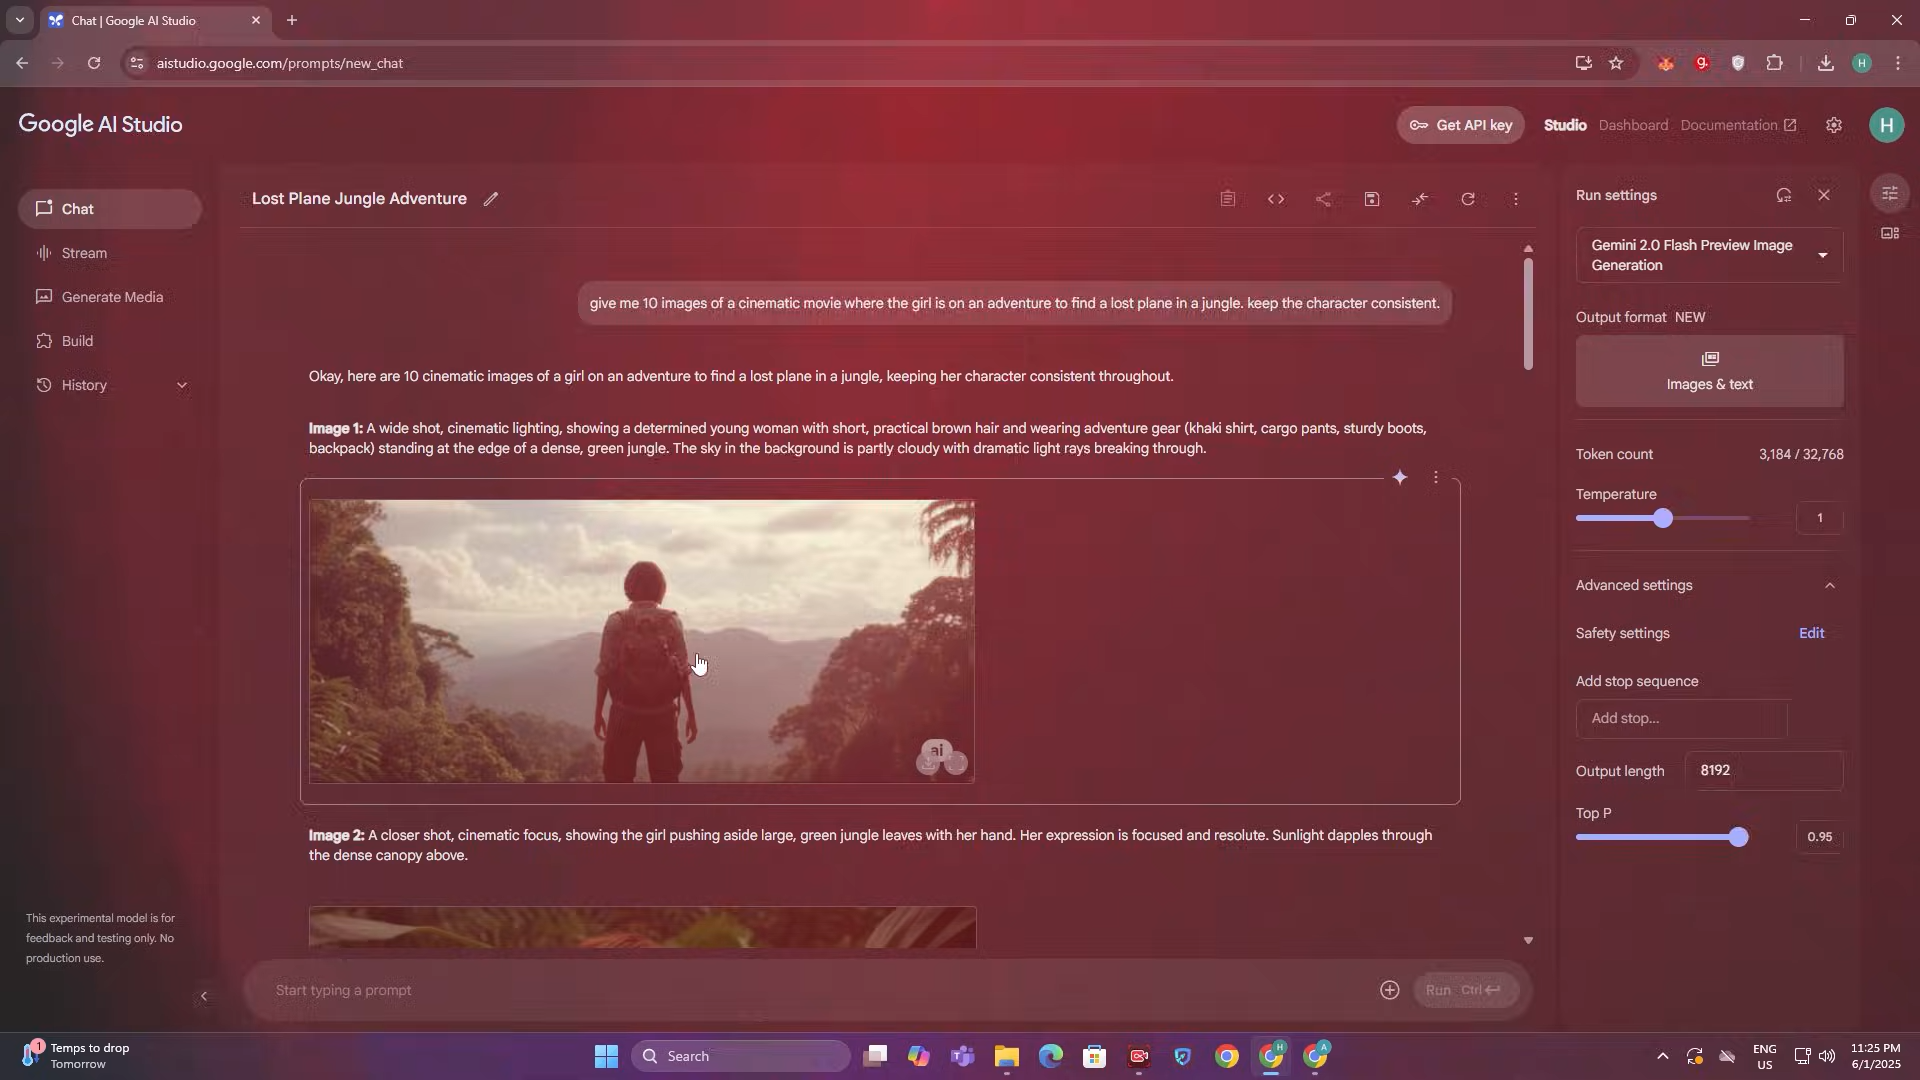 Chat | Google AI Studio
aistudio.google.com/prompts/new_chat
g.
H
Google AI Studio
Get API key
Studio
Dashboard
Documentation
H
Chat
Stream
Generate Media
Build
History
Lost Plane Jungle Adventure
give me 10 images of a cinematic movie where the girl is on an adventure to find a lost plane in a jungle. keep the character consistent.
Okay, here are 10 cinematic images of a girl on an adventure to find a lost plane in a jungle, keeping her character consistent throughout.
Image 1: A wide shot, cinematic lighting, showing a determined young woman with short, practical brown hair and wearing adventure gear (khaki shirt, cargo pants, sturdy boots,
backpack) standing at the edge of a dense, green jungle. The sky in the background is partly cloudy with dramatic light rays breaking through.
ai
Image 2: A closer shot, cinematic focus, showing the girl pushing aside large, green jungle leaves with her hand. Her expression is focused and resolute. Sunlight dapples through
the dense canopy above.
Start typing a prompt
Run Ctrl
Run settings
Gemini 2.0 Flash Preview Image
Generation
Output format NEW
Images & text
Token count 3,184 / 32,768
Temperature
1
Advanced settings
Safety settings Edit
Add stop sequence
Add stop...
Output length 8192
Top P
0.95
This experimental model is for
feedback and testing only. No
production use.
1
Temps to drop
Tomorrow
Search
H
A
ENG
US
11:25 PM
6/1/2025